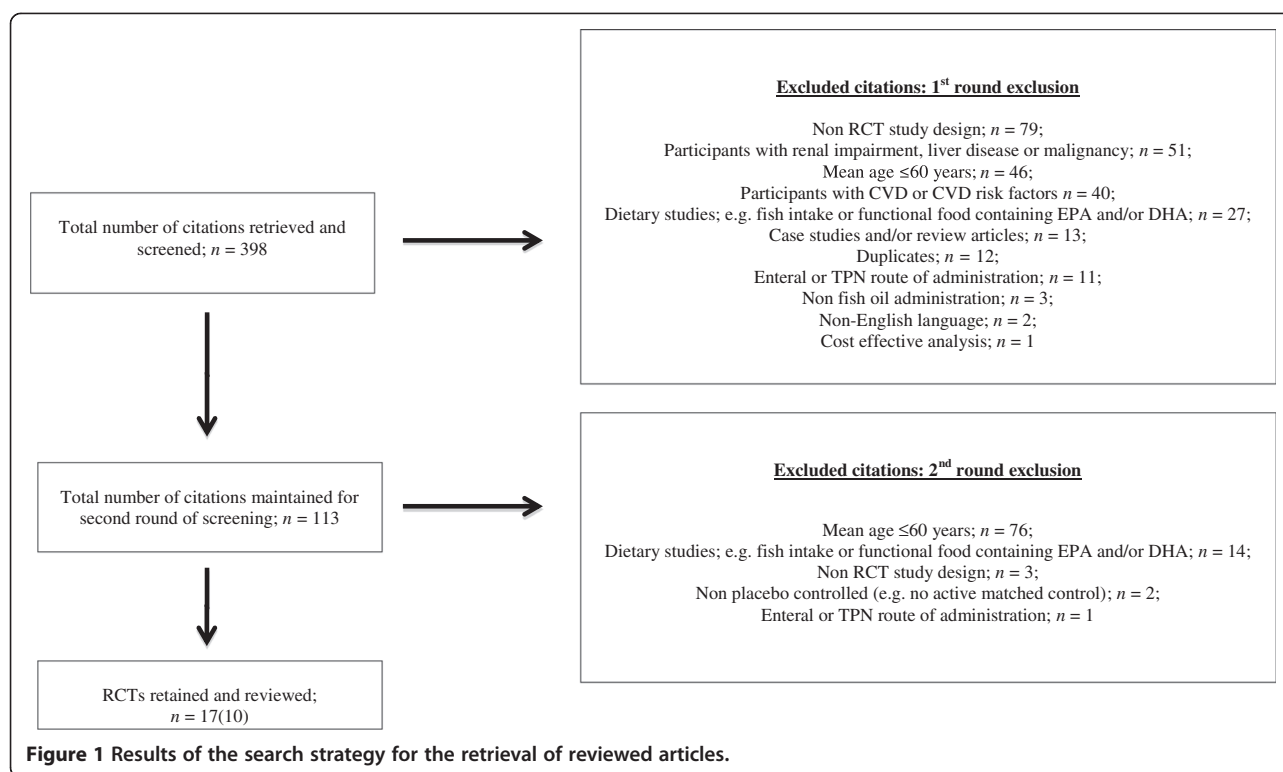 Excluded citations: 1st round exclusion
Non RCT study design; n = 79;
Participants with renal impairment, liver disease or malignancy; n = 51;
Mean age ≤60 years; n = 46;
Participants with CVD or CVD risk factors n = 40;
Dietary studies; e.g. fish intake or functional food containing EPA and/or DHA; n = 27;
Case studies and/or review articles; n = 13;
Duplicates; n = 12;
Enteral or TPN route of administration; n = 11;
Non fish oil administration; n = 3;
Non-English language; n = 2;
Cost effective analysis; n = 1
Total number of citations retrieved and
screened; n = 398
Total number of citations maintained for
second round of screening; n = 113
Excluded citations: 2nd round exclusion
Mean age ≤60 years; n = 76;
Dietary studies; e.g. fish intake or functional food containing EPA and/or DHA; n = 14;
Non RCT study design; n = 3;
Non placebo controlled (e.g. no active matched control); n = 2;
Enteral or TPN route of administration; n = 1
RCTs retained and reviewed;
n = 17(10)
Figure 1 Results of the search strategy for the retrieval of reviewed articles.